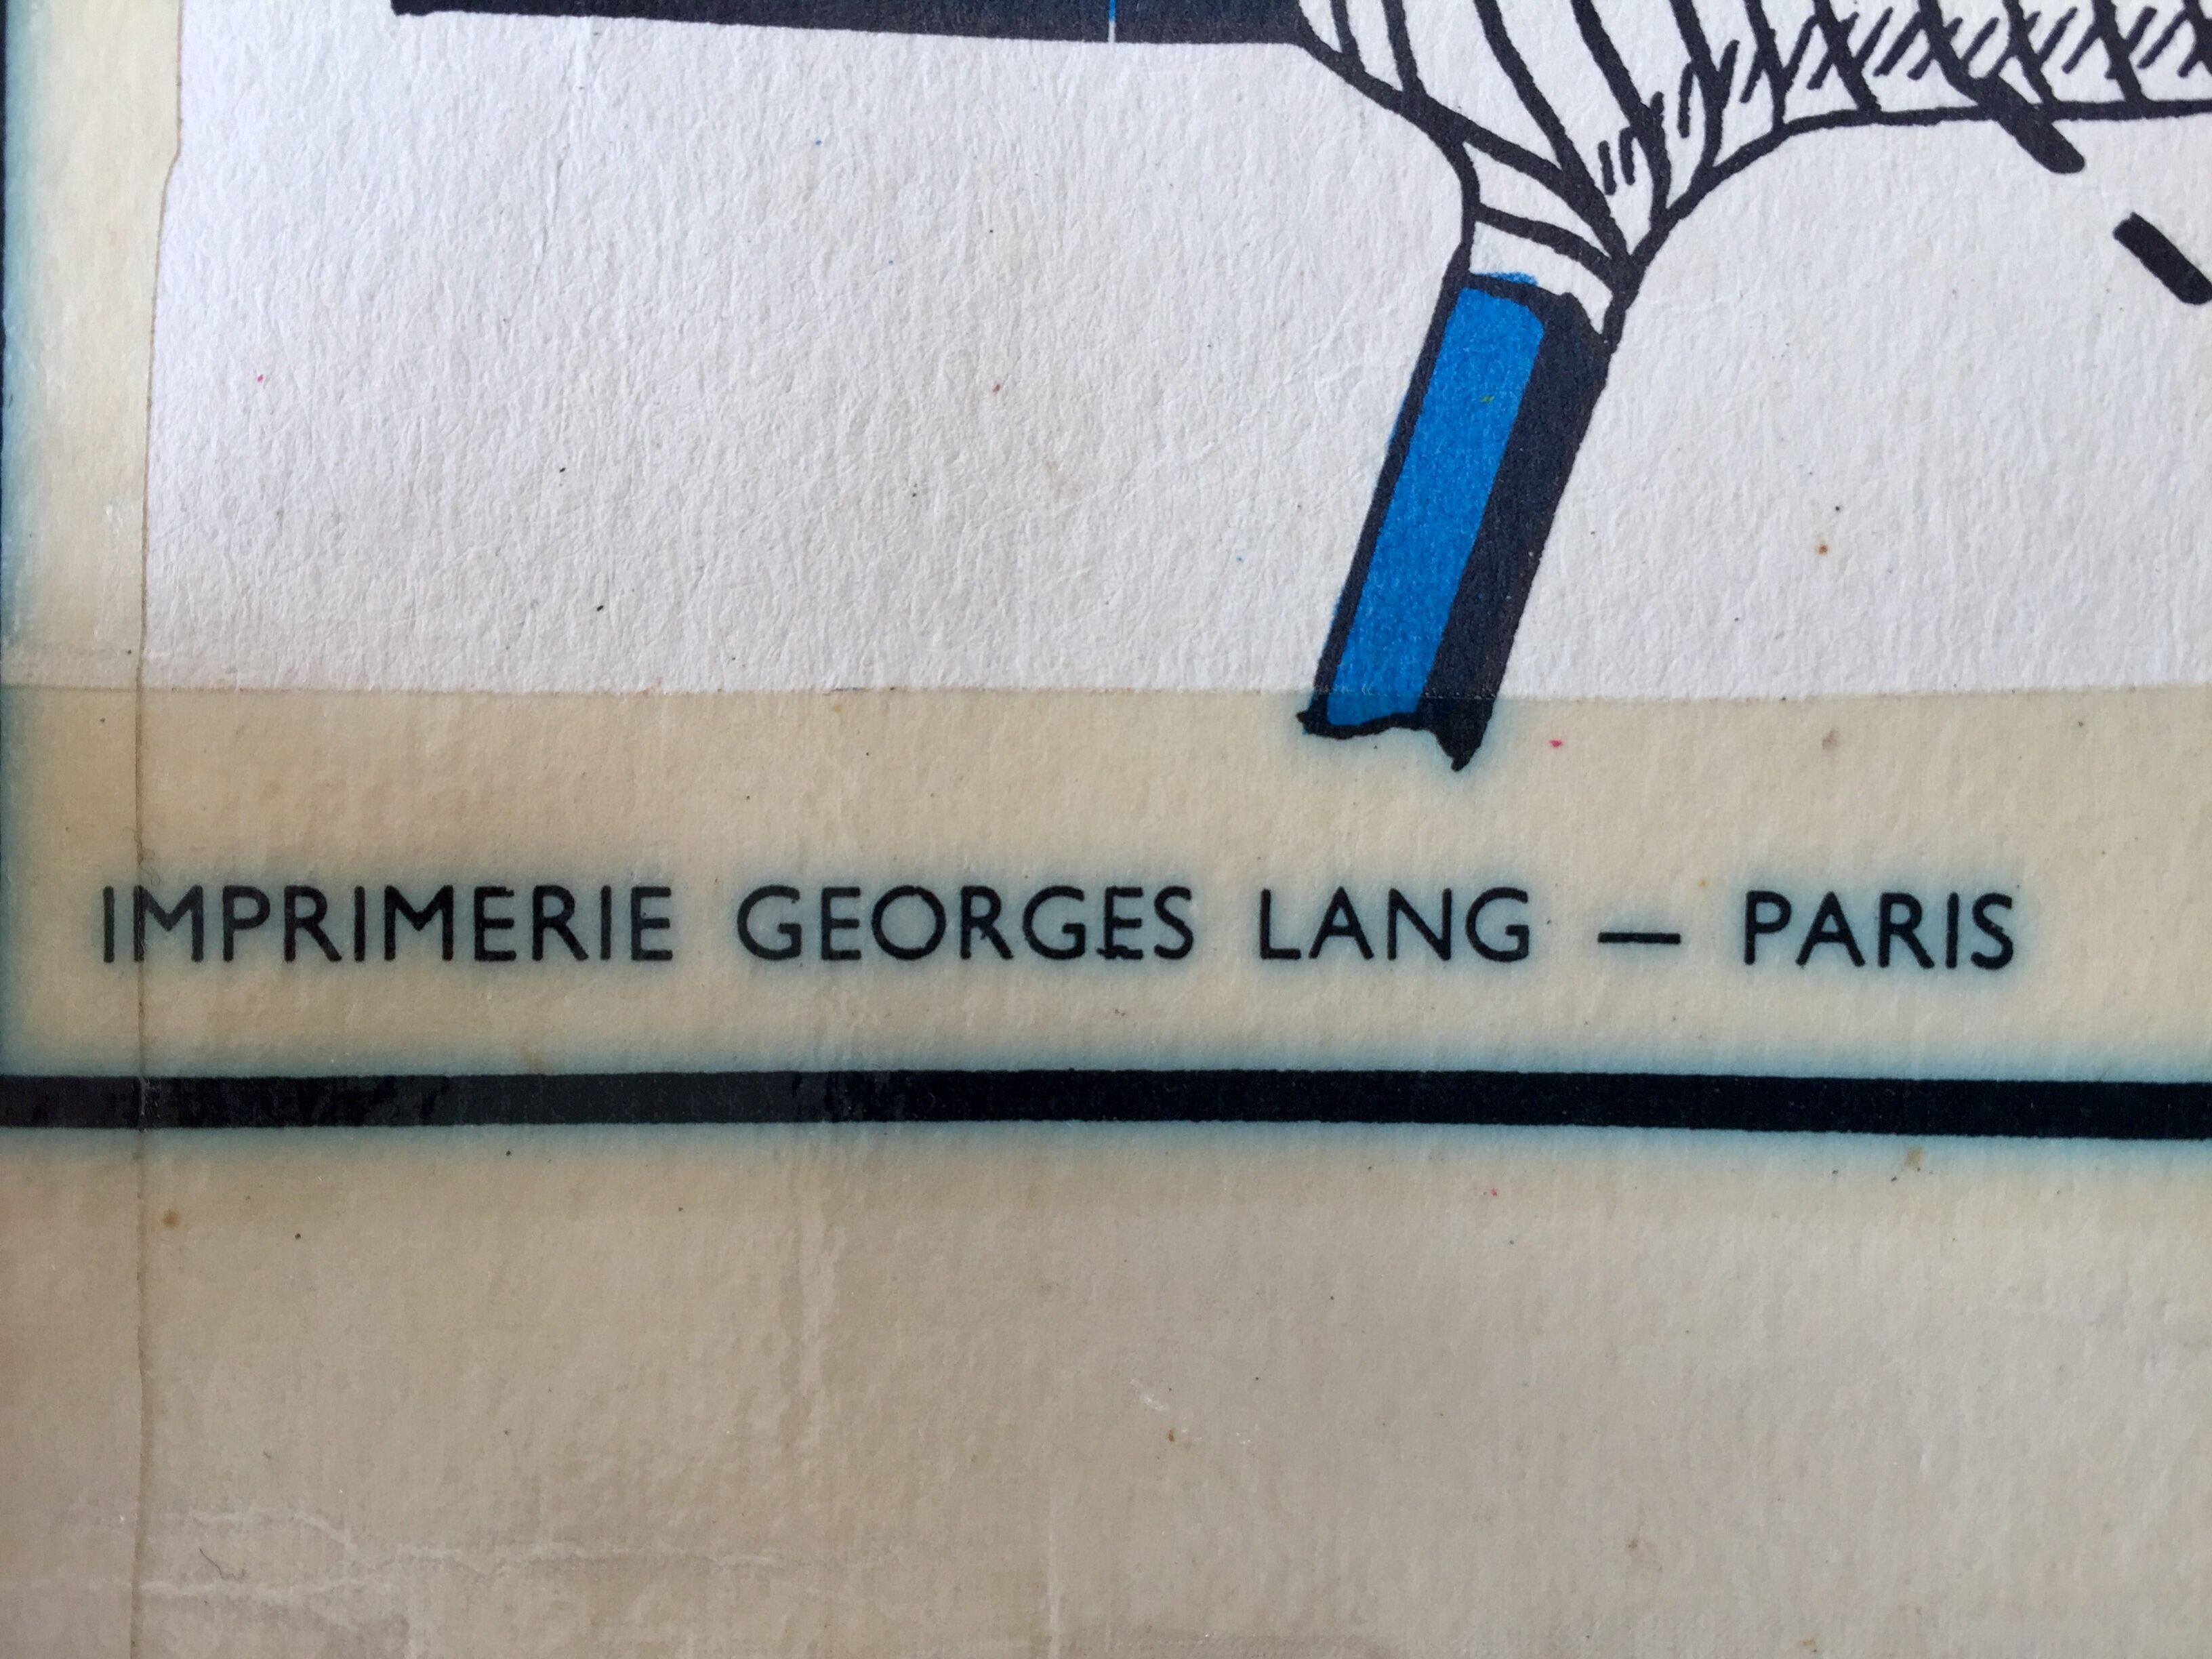 IMPRIMERIE GEORGES LANG — PARIS